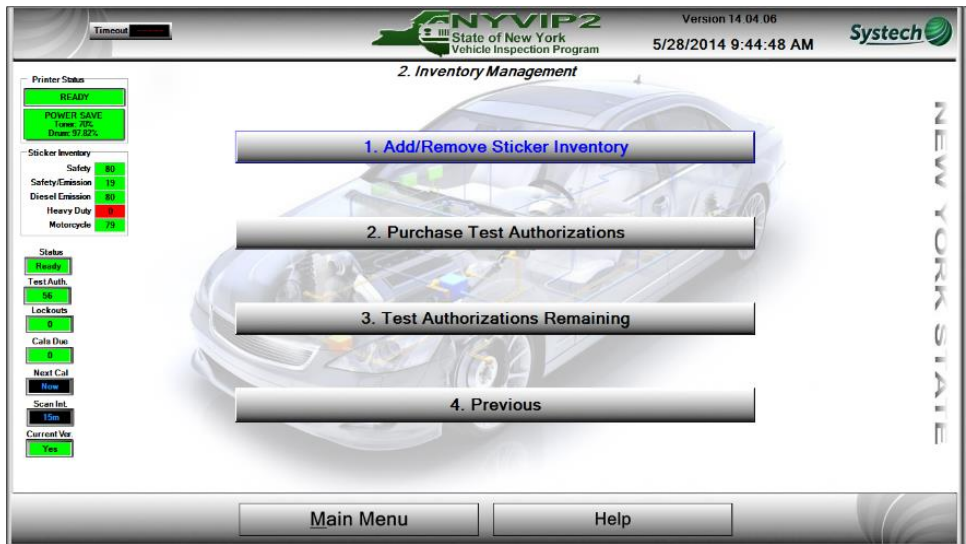 Timeout
NYVIP2
State of New York
Vehicle Inspection Program
Version 14 04 06
5/28/2014 9:44:48 AM
Systech
2. Inventory Management
Printer Status
READY
POWER SAVE
Toner: 70%
Drum: 97.82%
Sticker Inventory
Safety 80
Safety/Emission 19
Diesel Emission 80
Heavy Duty 0
Motorcycle 79
Status
Ready
Test Auth.
56
Lockouts
0
Cals Due
0
Next Cal
Now
Scan Int.
15m
Current Ver.
Yes
1. Add/Remove Sticker Inventory
2. Purchase Test Authorizations
3. Test Authorizations Remaining
4. Previous
NEW YORK STATE
Main Menu
Help